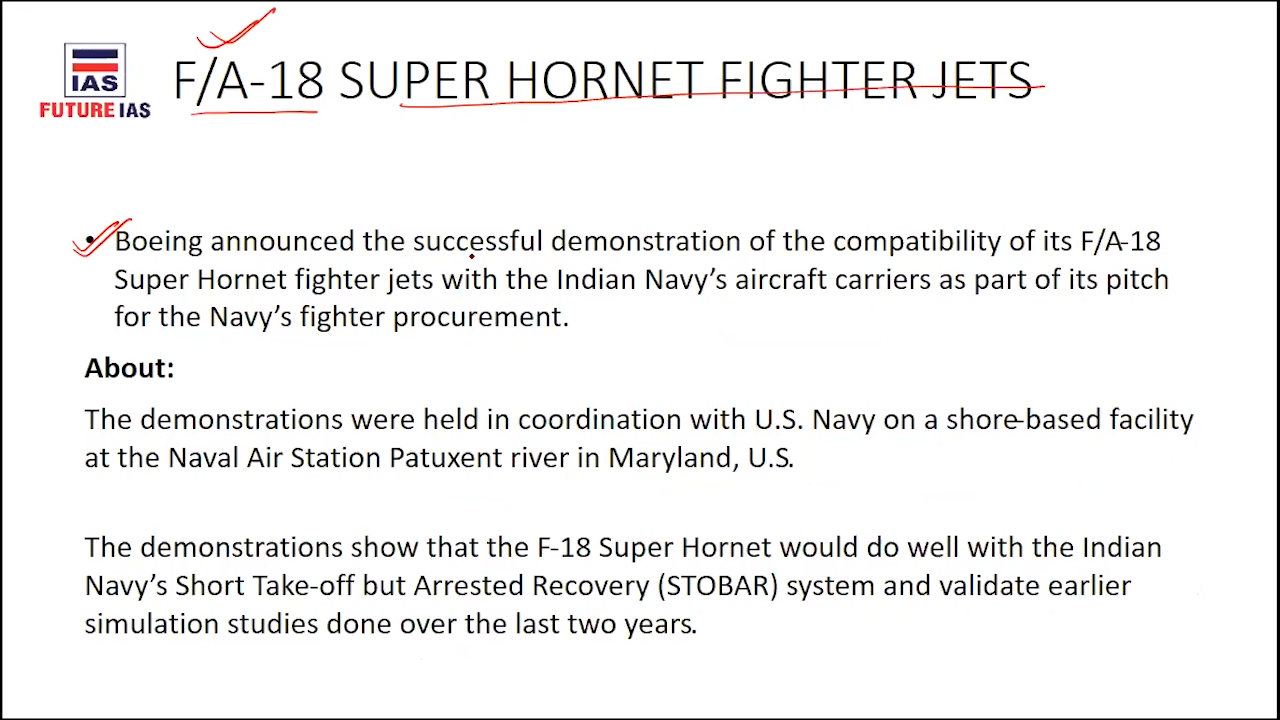 IAS
FUTURE IAS
F/A-18 SUPER HORNET FIGHTER JETS
• Boeing announced the successful demonstration of the compatibility of its F/A-18
Super Hornet fighter jets with the Indian Navy’s aircraft carriers as part of its pitch
for the Navy’s fighter procurement.
About:
The demonstrations were held in coordination with U.S. Navy on a shore-based facility
at the Naval Air Station Patuxent river in Maryland, U.S.
The demonstrations show that the F-18 Super Hornet would do well with the Indian
Navy’s Short Take-off but Arrested Recovery (STOBAR) system and validate earlier
simulation studies done over the last two years.